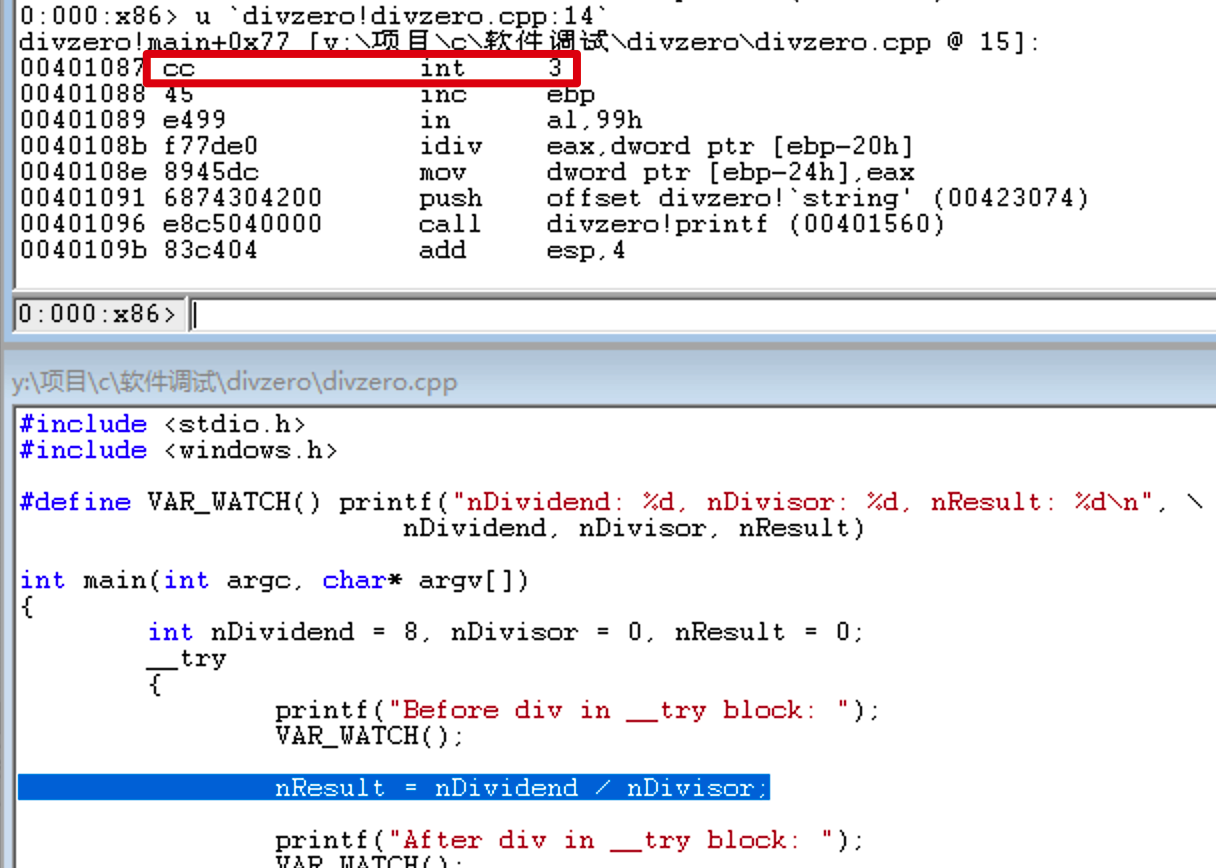 0:000:x86> u `divzero!divzero.cpp:14`
divzero!main+0x77 [y:\项目\c\软件调试\divzero\divzero.cpp @ 15]:
00401087 cc int 3
00401088 45 inc ebp
00401089 e499 in al,99h
0040108b f77de0 idiv eax,dword ptr [ebp-20h]
0040108e 8945dc mov dword ptr [ebp-24h],eax
00401091 6874304200 push offset divzero!`string' (00423074)
00401096 e8c5040000 call divzero!printf (00401560)
0040109b 83c404 add esp,4
0:000:x86>
y:\项目\c\软件调试\divzero\divzero.cpp
#include <stdio.h>
#include <windows.h>
#define VAR_WATCH() printf("nDividend: %d, nDivisor: %d, nResult: %d\n", \
nDividend, nDivisor, nResult)
int main(int argc, char* argv[])
{
int nDividend = 8, nDivisor = 0, nResult = 0;
__try
{
printf("Before div in __try block: ");
VAR_WATCH();
nResult = nDividend / nDivisor;
printf("After div in __try block: ");
VAR_WATCH();